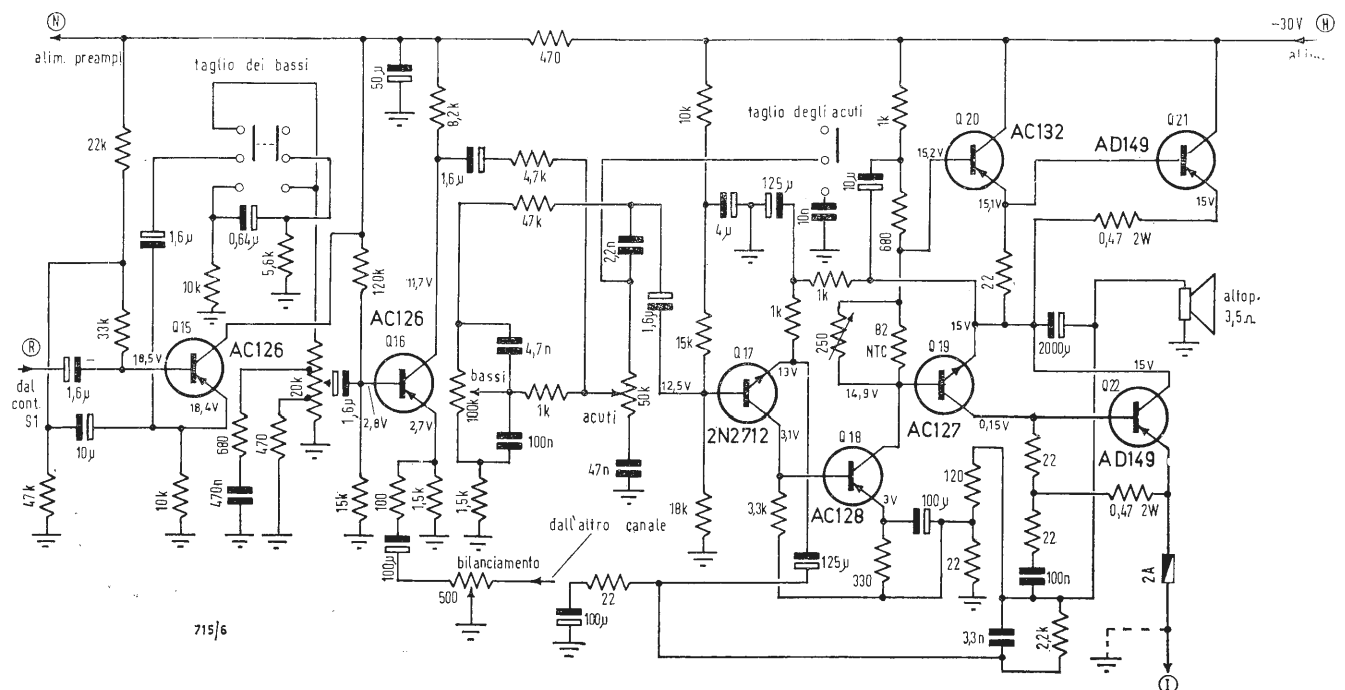 N
-30V
M
alim. preampl
alim.
taglio dei bassi
470
50µ
8,2k
22k
10k
taglio degli acuti
1k
Q20
AC132
Q21
AD149
15,2V
15,1V
15V
1,6µ
4,7k
1,6µ
0,64µ
5,6k
10k
47k
2,2n
4µ
125µ
10n
10µ
680
0,47 2W
22
120k
11,7V
33k
Q15
AC126
18,5V
18,4V
AC126
Q16
1,6µ
1k
1k
15k
250
82
NTC
15V
2000µ
altop.
3,5Ω
R
dal
cont.
S1
1,6µ
20k
1,6µ
2,8V
2,7V
4,7n
bassi
100k
1k
acuti
50k
12,5V
Q17
13V
14,9V
Q19
15V
Q22
2N2712
3,1V
Q18
AC127
0,15V
AD149
10µ
680
470
100n
47n
47k
10k
470n
15k
100
1,5k
1,5k
18k
3,3k
AC128
3V
100µ
120
22
0,47 2W
dall'altro canale
22
330
22
100n
2A
100µ
bilanciamento
500
22
125µ
100µ
3,3n
2,2k
715/6
I